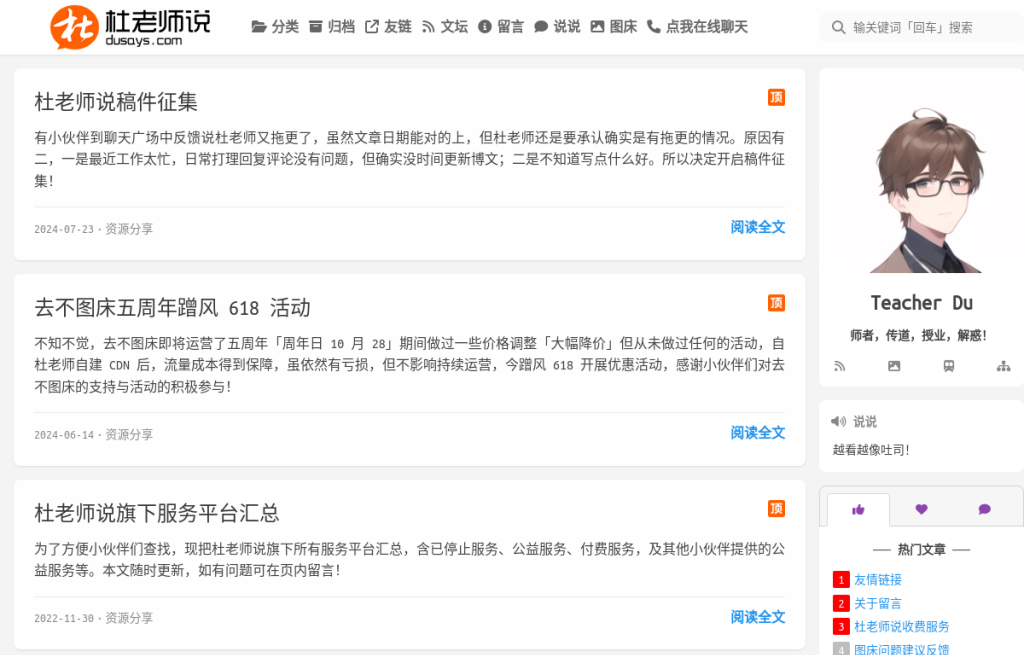 杜 杜老师说
dusays.com
分类 归档 友链 文坛 留言 说说 图床 点我在线聊天
输关键词「回车」搜索
杜老师说稿件征集
顶
有小伙伴到聊天广场中反馈说杜老师又拖更了，虽然文章日期能对的上，但杜老师还是要承认确实是有拖更的情况。原因有
二，一是最近工作太忙，日常打理回复评论没有问题，但确实没时间更新博文；二是不知道写点什么好。所以决定开启稿件征
集！
2024-07-23 · 资源分享
阅读全文
去不图床五周年蹭风 618 活动
顶
不知不觉，去不图床即将运营了五周年「周年日 10 月 28」期间做过一些价格调整「大幅降价」但从未做过任何的活动，自
杜老师自建 CDN 后，流量成本得到保障，虽依然有亏损，但不影响持续运营，今蹭风 618 开展优惠活动，感谢小伙伴们对去
不图床的支持与活动的积极参与！
2024-06-14 · 资源分享
阅读全文
杜老师说旗下服务平台汇总
顶
为了方便小伙伴们查找，现把杜老师说旗下所有服务平台汇总，含已停止服务、公益服务、付费服务，及其他小伙伴提供的公
益服务等。本文随时更新，如有问题可在页内留言！
2022-11-30 · 资源分享
阅读全文
Teacher Du
师者，传道，授业，解惑！
说说
越看越像吐司！
热门文章
1 友情链接
2 关于留言
3 杜老师说收费服务
4 图床问题建议反馈